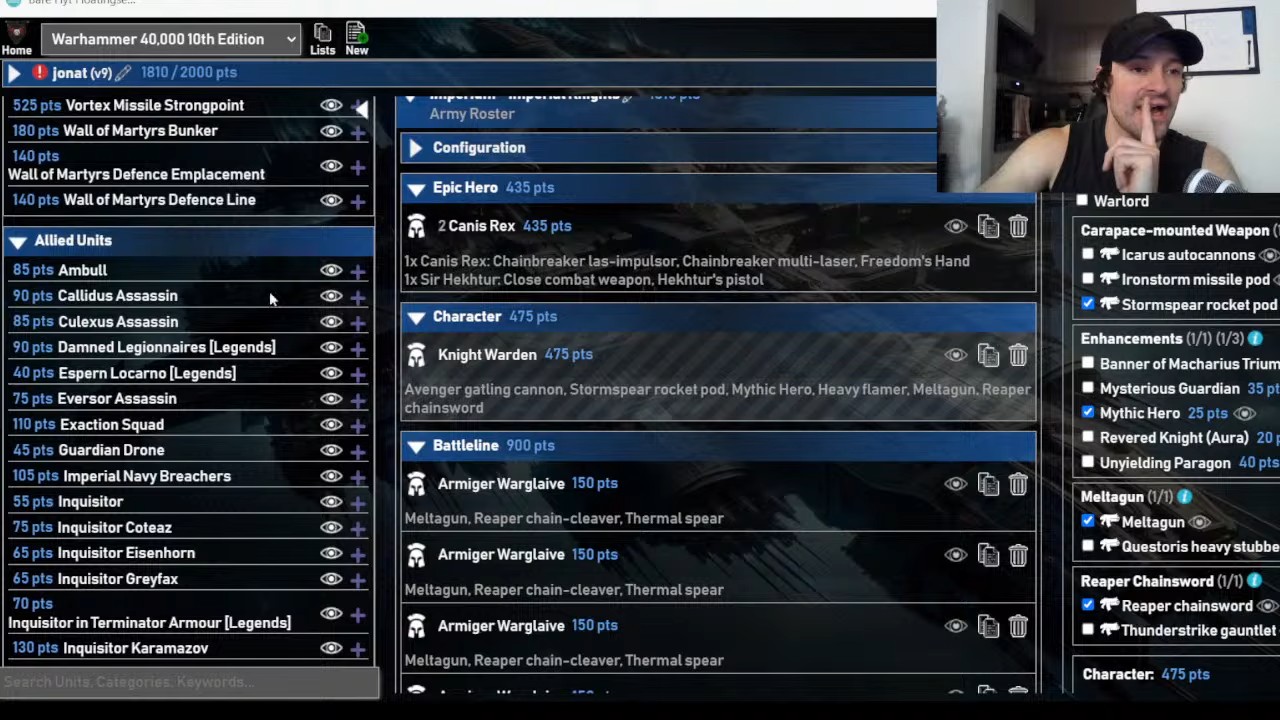 Home
Warhammer 40,000 10th Edition
Lists
New
jonat (v9) 1810 / 2000 pts
525 pts Vortex Missile Strongpoint
180 pts Wall of Martyrs Bunker
140 pts
Wall of Martyrs Defence Emplacement
140 pts Wall of Martyrs Defence Line
Allied Units
85 pts Ambull
90 pts Callidus Assassin
85 pts Culexus Assassin
90 pts Damned Legionnaires [Legends]
40 pts Espern Locarno [Legends]
75 pts Eversor Assassin
110 pts Exaction Squad
45 pts Guardian Drone
105 pts Imperial Navy Breachers
55 pts Inquisitor
75 pts Inquisitor Coteaz
65 pts Inquisitor Eisenhorn
65 pts Inquisitor Greyfax
70 pts
Inquisitor in Terminator Armour [Legends]
130 pts Inquisitor Karamazov
Search Units, Categories, Keywords...
Army Roster
Configuration
Epic Hero 435 pts
2 Canis Rex 435 pts
1x Canis Rex: Chainbreaker las-impulsor, Chainbreaker multi-laser, Freedom's Hand
1x Sir Hekhtur: Close combat weapon, Hekhtur's pistol
Character 475 pts
Knight Warden 475 pts
Avenger gatling cannon, Stormspear rocket pod, Mythic Hero, Heavy flamer, Meltagun, Reaper
chainsword
Battleline 900 pts
Armiger Warglaive 150 pts
Meltagun, Reaper chain-cleaver, Thermal spear
Armiger Warglaive 150 pts
Meltagun, Reaper chain-cleaver, Thermal spear
Armiger Warglaive 150 pts
Meltagun, Reaper chain-cleaver, Thermal spear
Warlord
Carapace-mounted Weapon (
Icarus autocannons
Ironstorm missile pod
Stormspear rocket pod
Enhancements (1/1) (1/3)
Banner of Macharius Trium
Mysterious Guardian 35 pt
Mythic Hero 25 pts
Revered Knight (Aura) 20 p
Unyielding Paragon 40 pts
Meltagun (1/1)
Meltagun
Questoris heavy stubbe
Reaper Chainsword (1/1)
Reaper chainsword
Thunderstrike gauntlet
Character: 475 pts